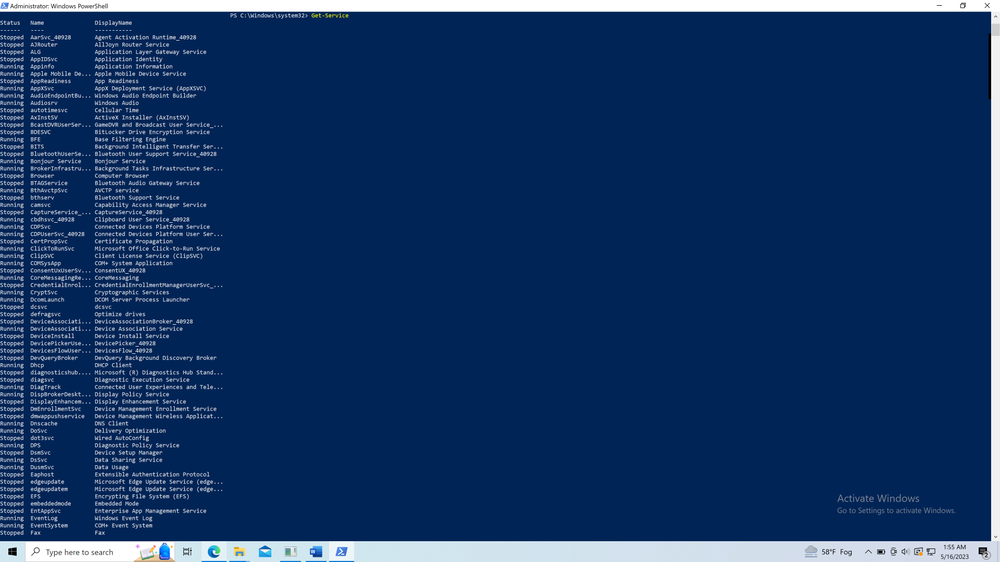 Administrator: Windows PowerShell
PS C:\Windows\system32> Get-Service
Status   Name               DisplayName
------   ----               -----------
Stopped  AarSvc_40928       Agent Activation Runtime_40928
Stopped  AJRouter           AllJoyn Router Service
Stopped  ALG                Application Layer Gateway Service
Stopped  AppIDSvc           Application Identity
Running  Appinfo            Application Information
Running  Apple Mobile De... Apple Mobile Device Service
Stopped  AppReadiness       App Readiness
Running  AppXSvc            AppX Deployment Service (AppXSVC)
Running  AudioEndpointBu... Windows Audio Endpoint Builder
Running  Audiosrv           Windows Audio
Stopped  autotimesvc        Cellular Time
Stopped  AxInstSV           ActiveX Installer (AxInstSV)
Stopped  BcastDVRUserSer... GameDVR and Broadcast User Service_...
Stopped  BDESVC             BitLocker Drive Encryption Service
Running  BFE                Base Filtering Engine
Stopped  BITS               Background Intelligent Transfer Ser...
Stopped  BluetoothUserSe... Bluetooth User Support Service_40928
Running  Bonjour Service    Bonjour Service
Running  BrokerInfrastru... Background Tasks Infrastructure Ser...
Stopped  Browser            Computer Browser
Stopped  BTAGService        Bluetooth Audio Gateway Service
Running  BthAvctpSvc        AVCTP service
Stopped  bthserv            Bluetooth Support Service
Running  camsvc             Capability Access Manager Service
Stopped  CaptureService_... CaptureService_40928
Running  cbdhsvc_40928      Clipboard User Service_40928
Running  CDPSvc             Connected Devices Platform Service
Running  CDPUserSvc_40928   Connected Devices Platform User Ser...
Stopped  CertPropSvc        Certificate Propagation
Running  ClickToRunSvc      Microsoft Office Click-to-Run Service
Running  ClipSVC            Client License Service (ClipSVC)
Running  COMSysApp          COM+ System Application
Stopped  ConsentUxUserSv... ConsentUX_40928
Running  CoreMessagingRe... CoreMessaging
Stopped  CredentialEnrol... CredentialEnrollmentManagerUserSvc_...
Running  CryptSvc           Cryptographic Services
Running  DcomLaunch         DCOM Server Process Launcher
Stopped  dcsvc              dcsvc
Stopped  defragsvc          Optimize drives
Stopped  DeviceAssociati... DeviceAssociationBroker_40928
Running  DeviceAssociati... Device Association Service
Stopped  DeviceInstall      Device Install Service
Stopped  DevicePickerUse... DevicePicker_40928
Stopped  DevicesFlowUser... DevicesFlow_40928
Stopped  DevQueryBroker     DevQuery Background Discovery Broker
Running  Dhcp               DHCP Client
Stopped  diagnosticshub.... Microsoft (R) Diagnostics Hub Stand...
Stopped  diagsvc            Diagnostic Execution Service
Running  DiagTrack          Connected User Experiences and Tele...
Running  DispBrokerDeskt... Display Policy Service
Stopped  DisplayEnhancem... Display Enhancement Service
Stopped  DmEnrollmentSvc    Device Management Enrollment Service
Stopped  dmwappushservice   Device Management Wireless Applicat...
Running  Dnscache           DNS Client
Running  DoSvc              Delivery Optimization
Stopped  dot3svc            Wired AutoConfig
Running  DPS                Diagnostic Policy Service
Stopped  DsmSvc             Device Setup Manager
Running  DsSvc              Data Sharing Service
Running  DusmSvc            Data Usage
Stopped  Eaphost            Extensible Authentication Protocol
Stopped  edgeupdate         Microsoft Edge Update Service (edge...
Stopped  edgeupdatem        Microsoft Edge Update Service (edge...
Stopped  EFS                Encrypting File System (EFS)
Stopped  embeddedmode       Embedded Mode
Stopped  EntAppSvc          Enterprise App Management Service
Running  EventLog           Windows Event Log
Running  EventSystem        COM+ Event System
Stopped  Fax                Fax
Activate Windows
Go to Settings to activate Windows.
Type here to search
W
58°F Fog
1:55 AM
5/16/2023
2